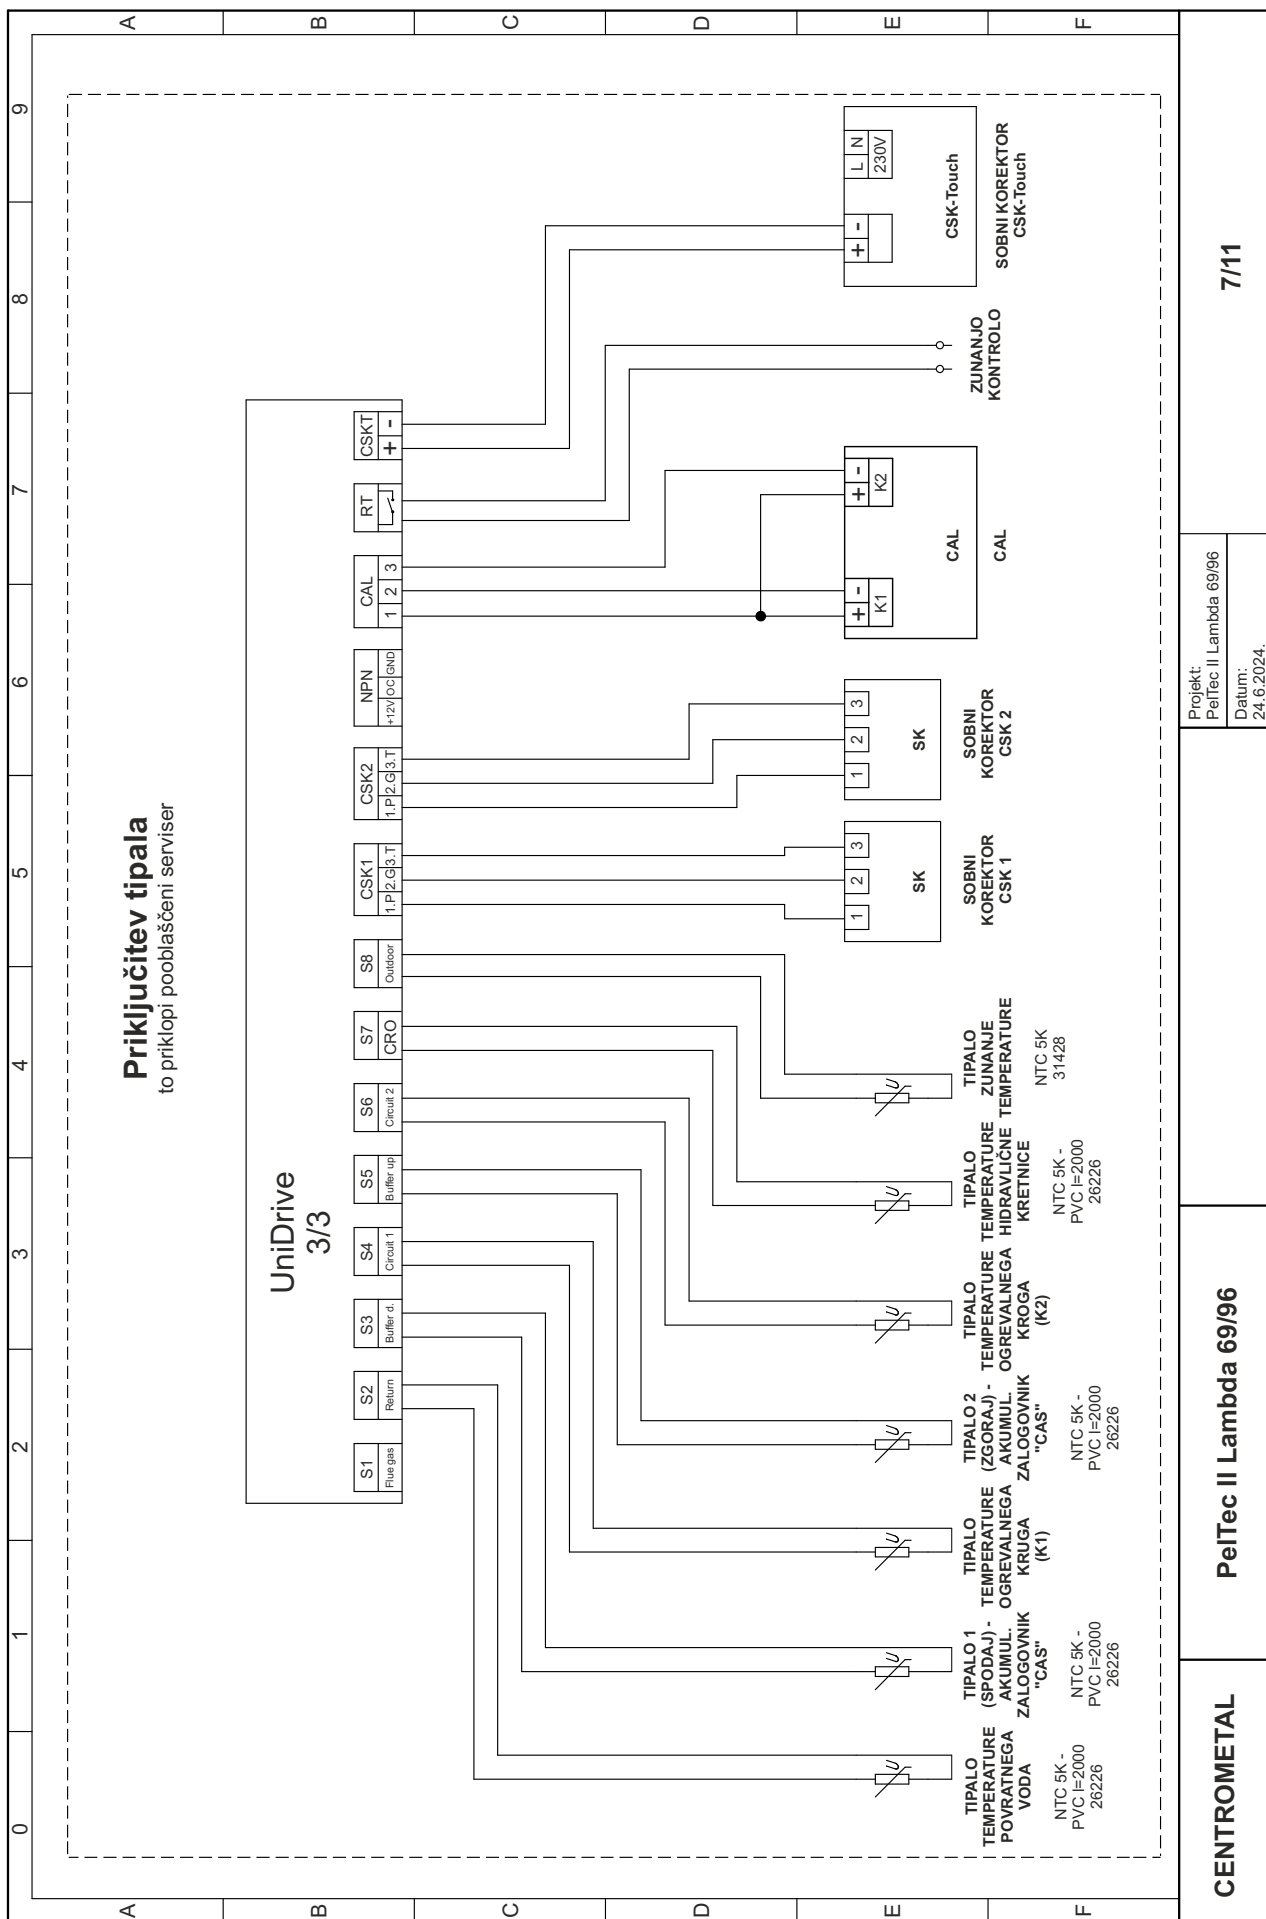 0 1 2 3 4 5 6 7 8 9
A
B
C
D
E
F
A
B
C
D
E
F
Priključitev tipala
to priklopi pooblaščeni serviser
UniDrive
3/3
S1
Flue gas
S2
Return
S3
Buffer d.
S4
Circuit 1
S5
Buffer up
S6
Circuit 2
S7
CRO
S8
Outdoor
CSK1
1.P 2.G 3.T
CSK2
1.P 2.G 3.T
NPN
+12V OC GND
CAL
1 2 3
RT
CSKT
+ -
U
TIPALO
TEMPERATURE
POVRATNEGA
VODA
NTC 5K -
PVC l=2000
26226
U
TIPALO 1
(SPODAJ) -
AKUMUL.
ZALOGOVNIK
"CAS"
NTC 5K -
PVC l=2000
26226
U
TIPALO
TEMPERATURE
OGREVALNEGA
KRUGA
(K1)
U
TIPALO 2
(ZGORAJ) -
AKUMUL.
ZALOGOVNIK
"CAS"
NTC 5K -
PVC l=2000
26226
U
TIPALO
TEMPERATURE
OGREVALNEGA
KROGA
(K2)
U
TIPALO
TEMPERATURE
HIDRAVLIČNE
KRETNICE
NTC 5K -
PVC l=2000
26226
U
TIPALO
ZUNANJE
TEMPERATURE
NTC 5K
31428
1 2 3
SK
SOBNI
KOREKTOR
CSK 1
1 2 3
SK
SOBNI
KOREKTOR
CSK 2
+ -
K1
+ -
K2
CAL
CAL
ZUNANJO
KONTROLO
+ -
L N
230V
CSK-Touch
SOBNI KOREKTOR
CSK-Touch
CENTROMETAL
PelTec II Lambda 69/96
Projekt:
PelTec II Lambda 69/96
Datum:
24.6.2024.
7/11